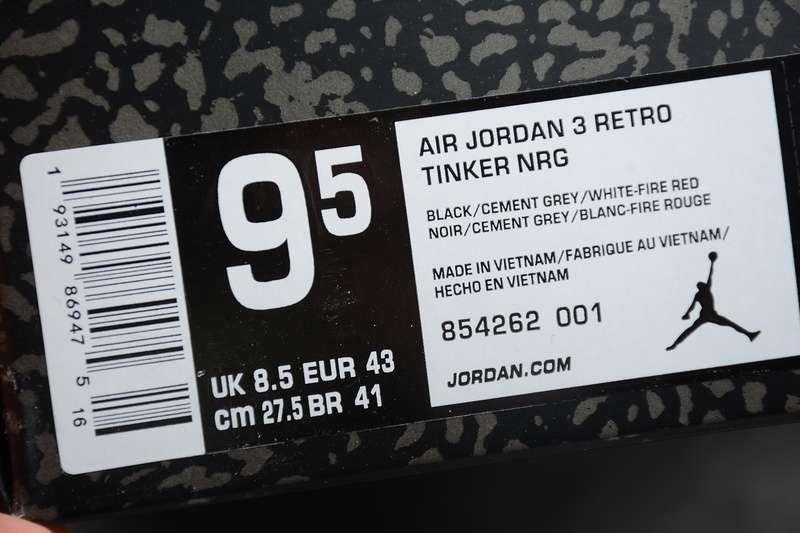 1 93149 86947 5 16
95
UK 8.5 EUR 43
cm 27.5 BR 41
AIR JORDAN 3 RETRO
TINKER NRG
BLACK/CEMENT GREY/WHITE-FIRE RED
NOIR/CEMENT GREY/BLANC-FIRE ROUGE
MADE IN VIETNAM/FABRIQUE AU VIETNAM/
HECHO EN VIETNAM
854262 001
JORDAN.COM